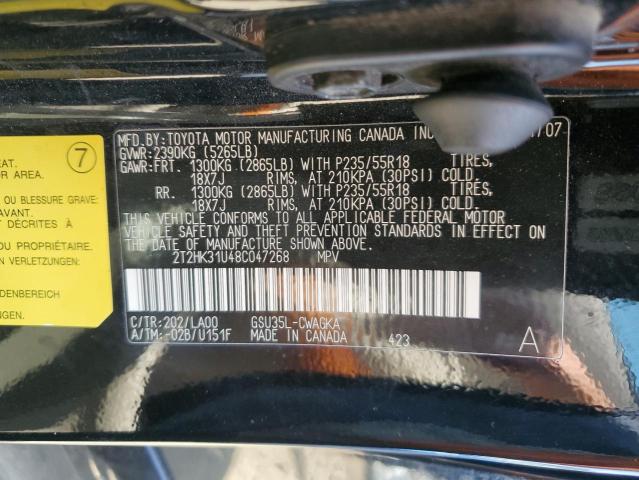 7
MFD.BY:TOYOTA MOTOR MANUFACTURING CANADA INC /07
GVWR:2390KG (5265LB)
GAWR:FRT. 1300KG (2865LB) WITH P235/55R18 TIRES,
18X7J RIMS, AT 210KPA (30PSI) COLD.
RR. 1300KG (2865LB) WITH P235/55R18 TIRES,
18X7J RIMS, AT 210KPA (30PSI) COLD.
THIS VEHICLE CONFORMS TO ALL APPLICABLE FEDERAL MOTOR
VEHICLE SAFETY AND THEFT PREVENTION STANDARDS IN EFFECT ON
THE DATE OF MANUFACTURE SHOWN ABOVE.
2T2HK31U48C047268 MPV
C/TR:202/LA00 GSU35L-CWAGKA
A/TM:-02B/U151F MADE IN CANADA 423 A
EAT.
R AREA.
OU BLESSURE GRAVE:
AVANT.
DÉCRITES À
DU PROPRIÉTAIRE.
VERLETZUNGEN
DENBEREICH